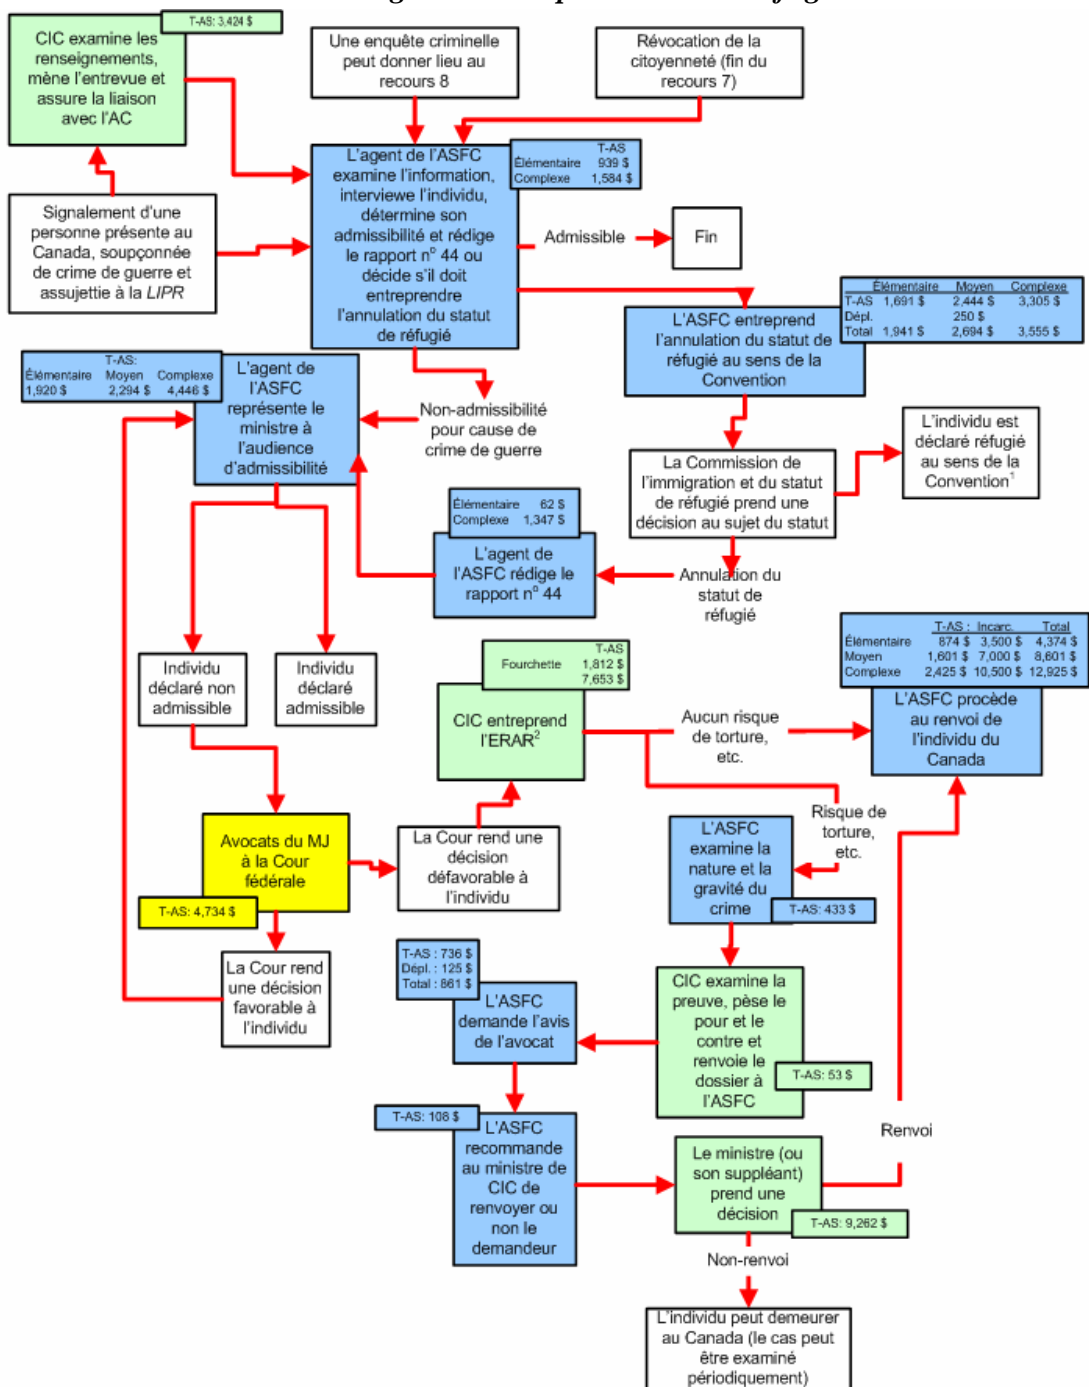 T-AS: 3,424 $
CIC examine les
renseignements,
mène l'entrevue et
assure la liaison
avec l'AC
Une enquête criminelle
peut donner lieu au
recours 8
Révocation de la
citoyenneté (fin du
recours 7)
T-AS
Élémentaire 939 $
Complexe 1,584 $
L'agent de l'ASFC
examine l'information,
interviewe l'individu,
détermine son
admissibilité et rédige
le rapport nº 44 ou
décide s'il doit
entreprendre
l'annulation du statut
de réfugié
Signalement d'une
personne présente au
Canada, soupçonnée
de crime de guerre et
assujettie à la LIPR
Admissible
Fin
Élémentaire Moyen Complexe
T-AS 1,691 $ 2,444 $ 3,305 $
Dépl. 250 $
Total 1,941 $ 2,694 $ 3,555 $
L'ASFC entreprend
l'annulation du statut de
réfugié au sens de la
Convention
T-AS:
Élémentaire Moyen Complexe
1,920 $ 2,294 $ 4,446 $
L'agent de
l'ASFC
représente le
ministre à
l'audience
d'admissibilité
Non-admissibilité
pour cause de
crime de guerre
L'individu est
déclaré réfugié
au sens de la
Convention¹
La Commission de
l'immigration et du statut
de réfugié prend une
décision au sujet du statut
Élémentaire 62 $
Complexe 1,347 $
L'agent de
l'ASFC rédige le
rapport nº 44
Annulation du
statut de
réfugié
Individu
déclaré non
admissible
Individu
déclaré
admissible
T-AS
Fourchette 1,812 $
7,653 $
CIC entreprend
l'ERAR²
T-AS : Incarc. Total
Élémentaire 874 $ 3,500 $ 4,374 $
Moyen 1,601 $ 7,000 $ 8,601 $
Complexe 2,425 $ 10,500 $ 12,925 $
L'ASFC procède
au renvoi de
l'individu du
Canada
Aucun risque
de torture,
etc.
Risque de
torture,
etc.
Avocats du MJ
à la Cour
fédérale
T-AS: 4,734 $
La Cour rend une
décision
défavorable à
l'individu
L'ASFC
examine la
nature et la
gravité du
crime
T-AS: 433 $
La Cour rend
une décision
favorable à
l'individu
T-AS : 736 $
Dépl. : 125 $
Total : 861 $
L'ASFC
demande l'avis
de l'avocat
CIC examine la
preuve, pèse le
pour et le
contre et
renvoie le
dossier à
l'ASFC
T-AS: 53 $
T-AS: 108 $
L'ASFC
recommande
au ministre de
CIC de
renvoyer ou
non le
demandeur
Le ministre (ou
son suppléant)
prend une
décision
T-AS: 9,262 $
Renvoi
Non-renvoi
L'individu peut demeurer
au Canada (le cas peut
être examiné
périodiquement)